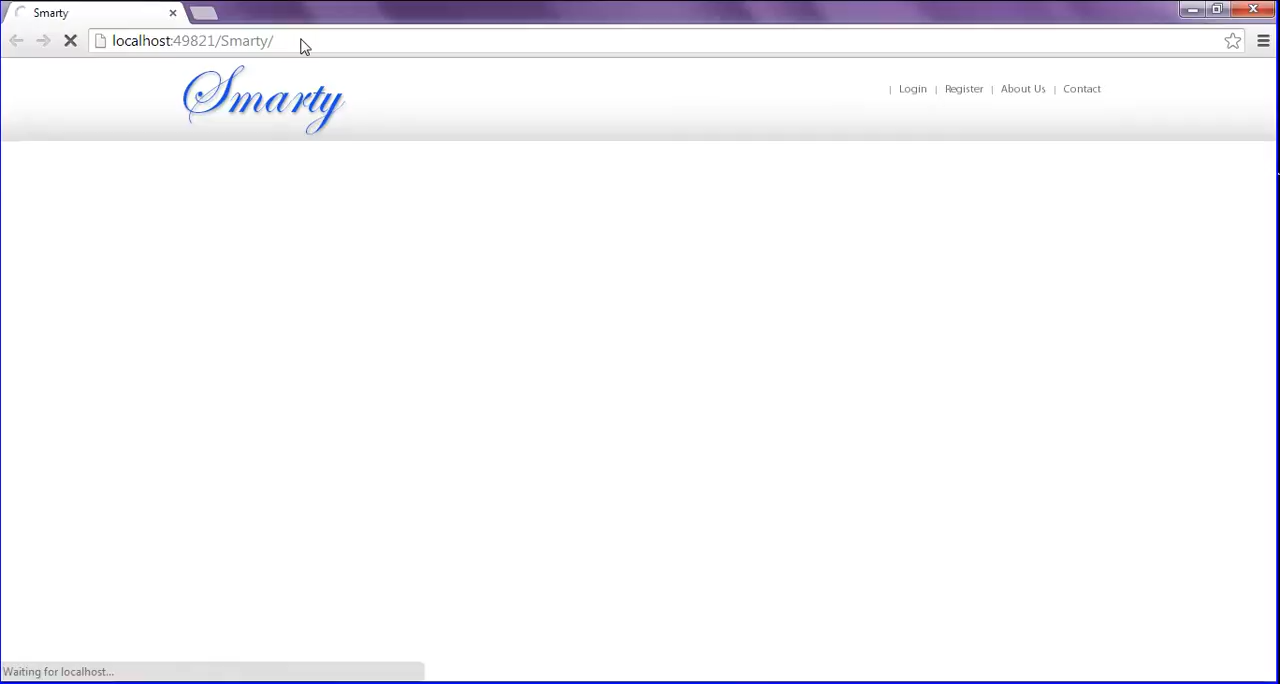 Smarty
localhost:49821/Smarty/
Smarty
| Login | Register | About Us | Contact
Waiting for localhost...